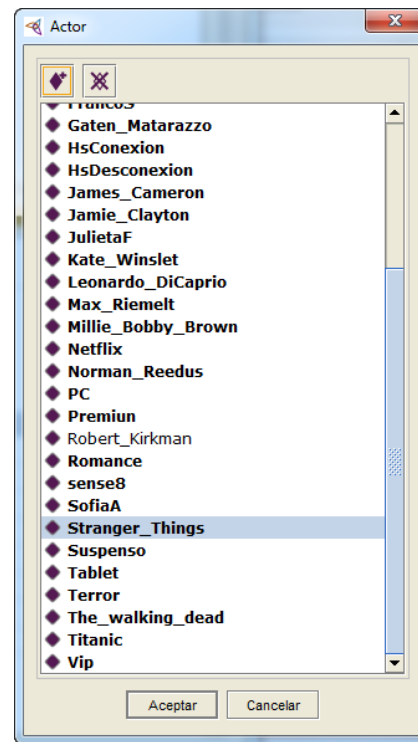 Actor
FrancoS
Gaten_Matarazzo
HsConexion
HsDesconexion
James_Cameron
Jamie_Clayton
JulietaF
Kate_Winslet
Leonardo_DiCaprio
Max_Riemelt
Millie_Bobby_Brown
Netflix
Norman_Reedus
PC
Premiun
Robert_Kirkman
Romance
sense8
SofiaA
Stranger_Things
Suspenso
Tablet
Terror
The_walking_dead
Titanic
Vip
Aceptar Cancelar